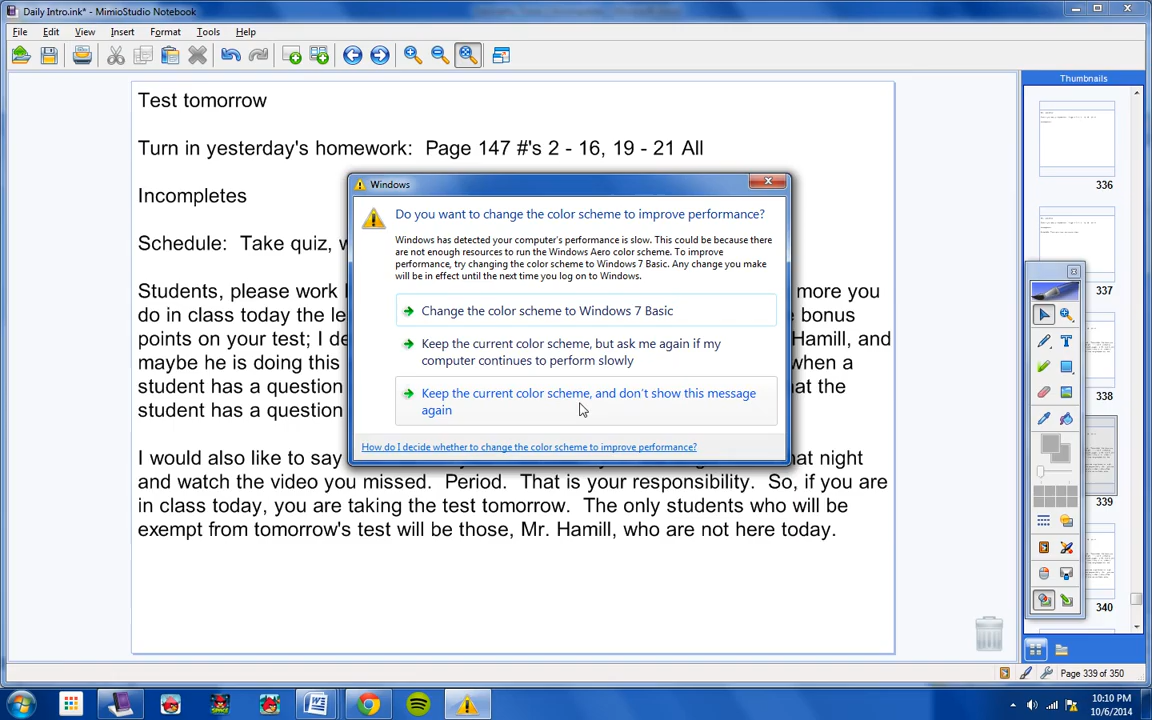 Daily Intro.ink* - MimioStudio Notebook
File Edit View Insert Format Tools Help
Thumbnails
Test tomorrow
Turn in yesterday's homework: Page 147 #'s 2 - 16, 19 - 21 All
Incompletes
Schedule: Take quiz, w
Students, please work
more you
do in class today the le
e bonus
points on your test; I de
Hamill, and
maybe he is doing this
when a
student has a question
at the
student has a question
I would also like to say
at night
and watch the video you missed. Period. That is your responsibility. So, if you are
in class today, you are taking the test tomorrow. The only students who will be
exempt from tomorrow's test will be those, Mr. Hamill, who are not here today.
Windows
Do you want to change the color scheme to improve performance?
Windows has detected your computer's performance is slow. This could be because there
are not enough resources to run the Windows Aero color scheme. To improve
performance, try changing the color scheme to Windows 7 Basic. Any change you make
will be in effect until the next time you log on to Windows.
Change the color scheme to Windows 7 Basic
Keep the current color scheme, but ask me again if my
computer continues to perform slowly
Keep the current color scheme, and don't show this message
again
How do I decide whether to change the color scheme to improve performance?
336
337
338
339
340
Page 339 of 350
10:10 PM
10/6/2014